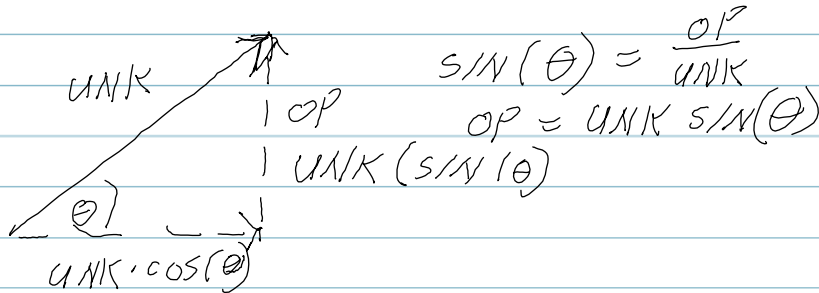 UNK
SIN(θ) = OP/UNK
OP
OP = UNK SIN(θ)
UNK(SIN(θ)
θ
UNK·COS(θ)